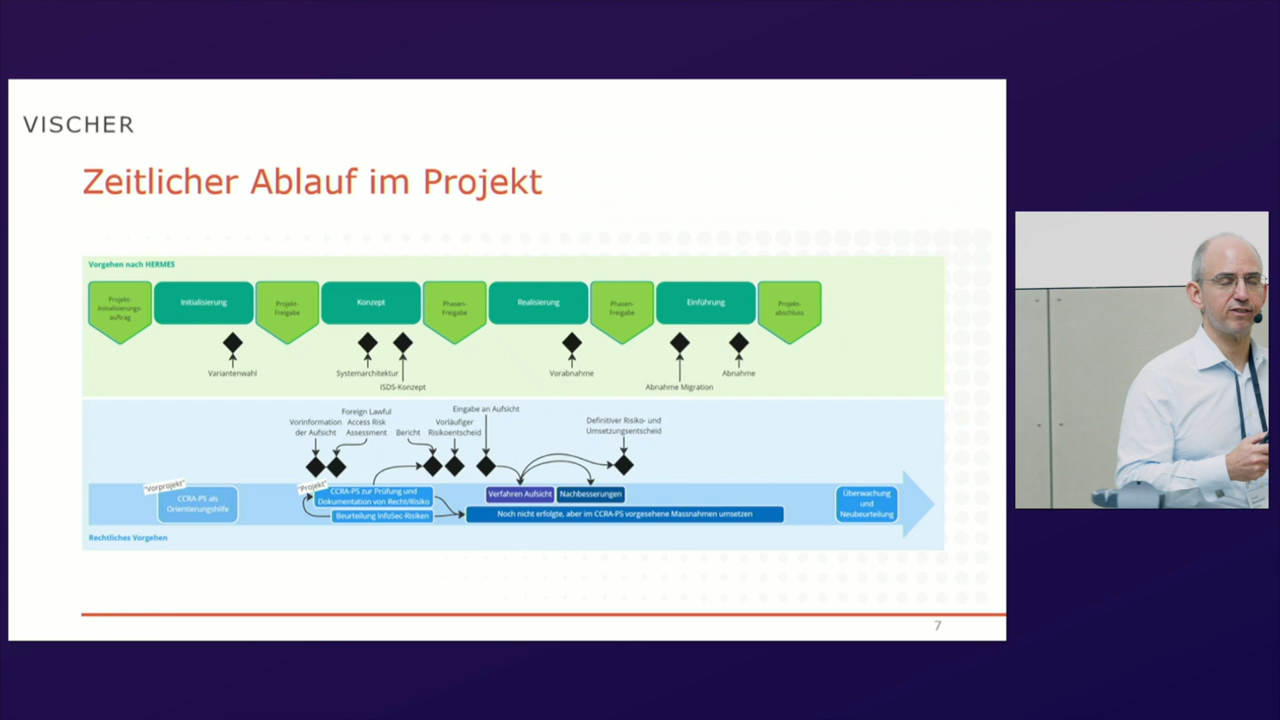 VISCHER
Zeitlicher Ablauf im Projekt
Vorgehen nach HERMES
Projekt-
Initialisierungs-
auftrag
Initialisierung
Projekt-
Freigabe
Konzept
Phasen-
Freigabe
Realisierung
Phasen-
Freigabe
Einführung
Projekt-
abschluss
Variantenwahl
Systemarchitektur
ISDS-Konzept
Vorabnahme
Abnahme Migration
Abnahme
Vorinformation
der Aufsicht
Foreign Lawful
Access Risk
Assessment
Bericht
Vorläufiger
Risikoentscheid
Eingabe an Aufsicht
Definitiver Risiko- und
Umsetzungsentscheid
"Vorprojekt"
CCRA-PS als
Orientierungshilfe
"Projekt"
CCRA-PS zur Prüfung und
Dokumentation von Recht/Risiko
Beurteilung InfoSec-Risiken
Verfahren Aufsicht
Nachbesserungen
Noch nicht erfolgte, aber im CCRA-PS vorgesehene Massnahmen umsetzen
Überwachung
und
Neubeurteilung
Rechtliches Vorgehen
7